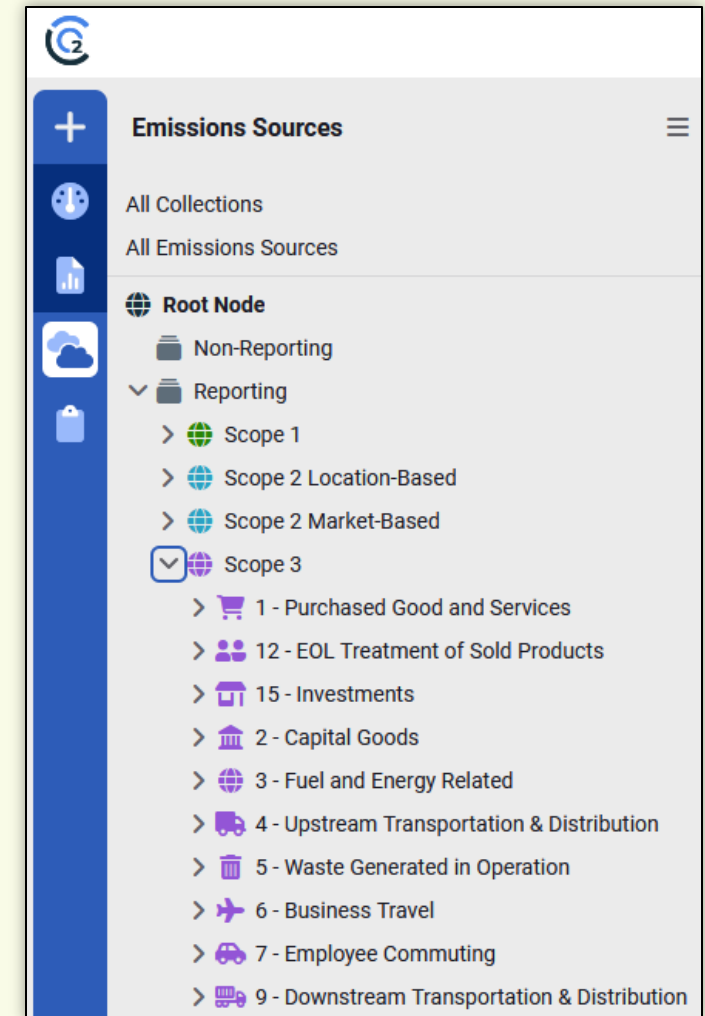 C2
Emissions Sources
All Collections
All Emissions Sources
Root Node
Non-Reporting
Reporting
Scope 1
Scope 2 Location-Based
Scope 2 Market-Based
Scope 3
1 - Purchased Good and Services
12 - EOL Treatment of Sold Products
15 - Investments
2 - Capital Goods
3 - Fuel and Energy Related
4 - Upstream Transportation & Distribution
5 - Waste Generated in Operation
6 - Business Travel
7 - Employee Commuting
9 - Downstream Transportation & Distribution